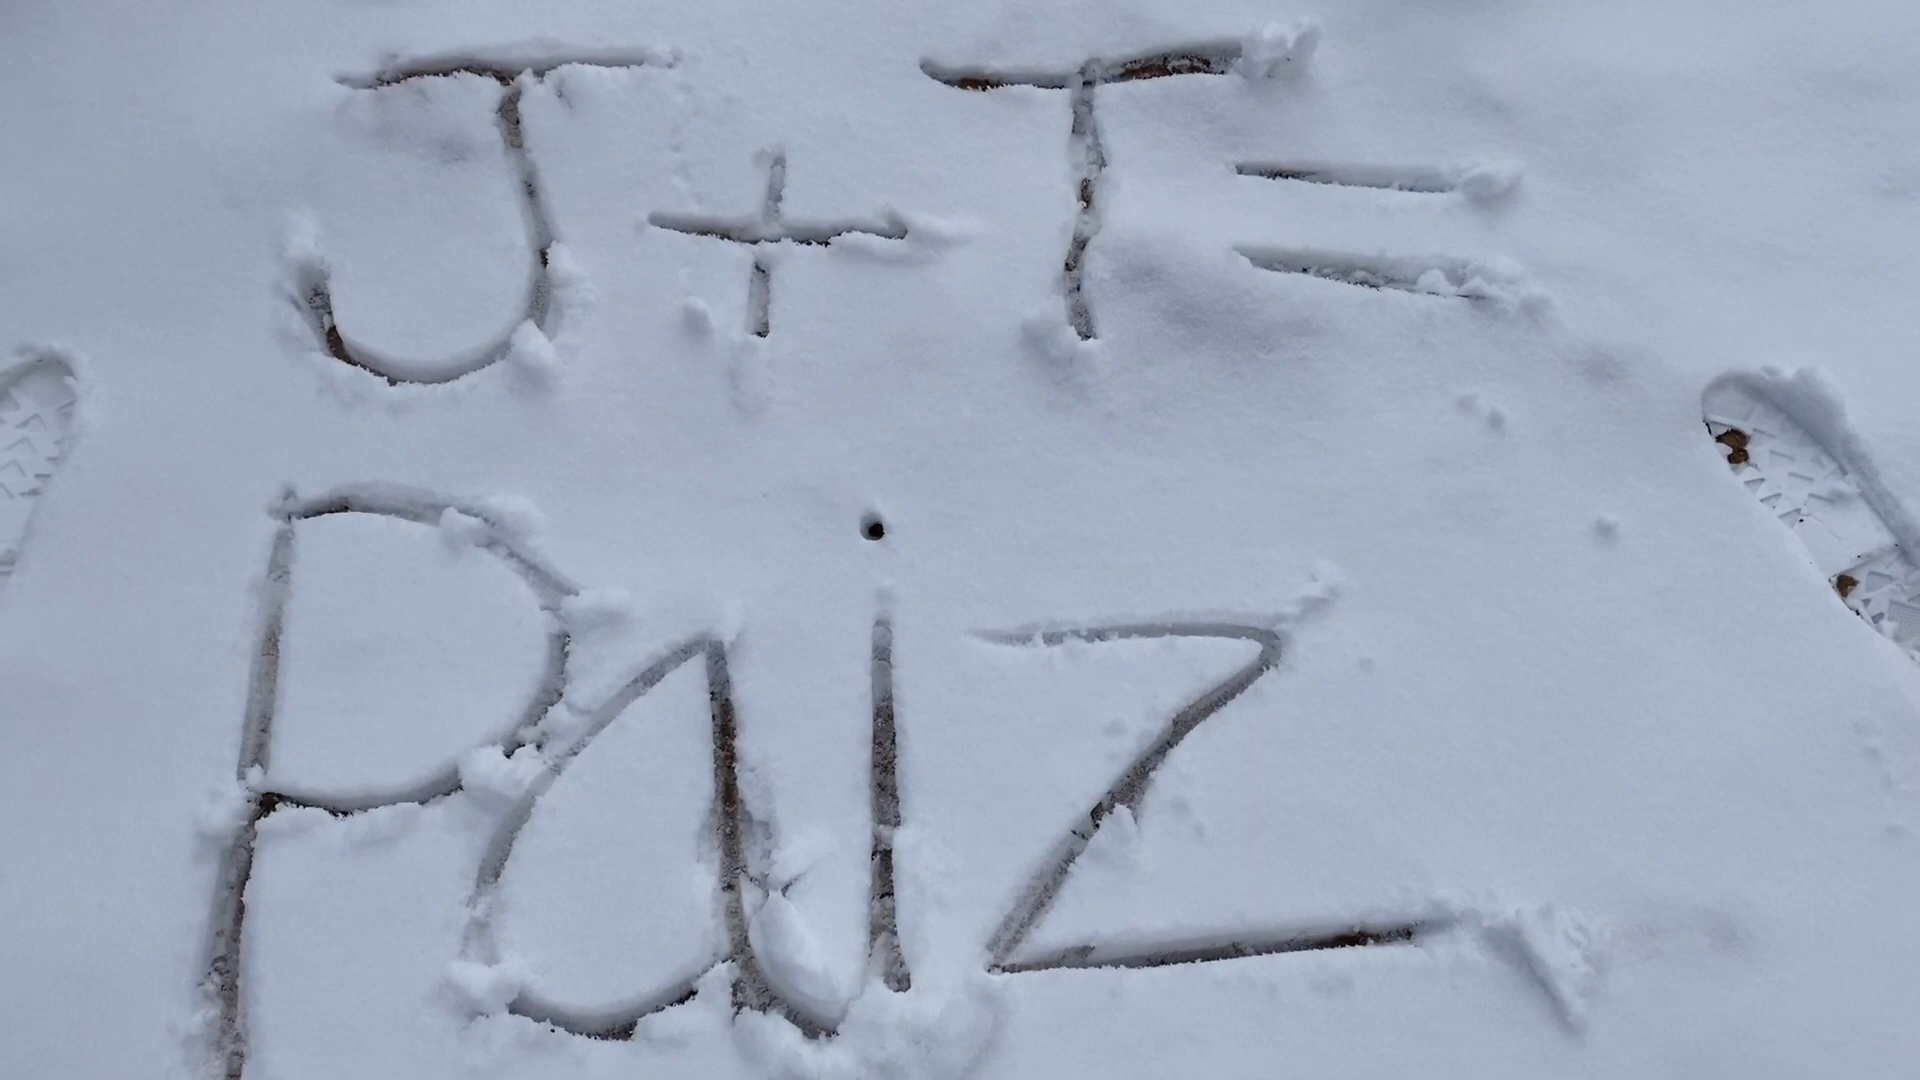 J + T =
Paiz